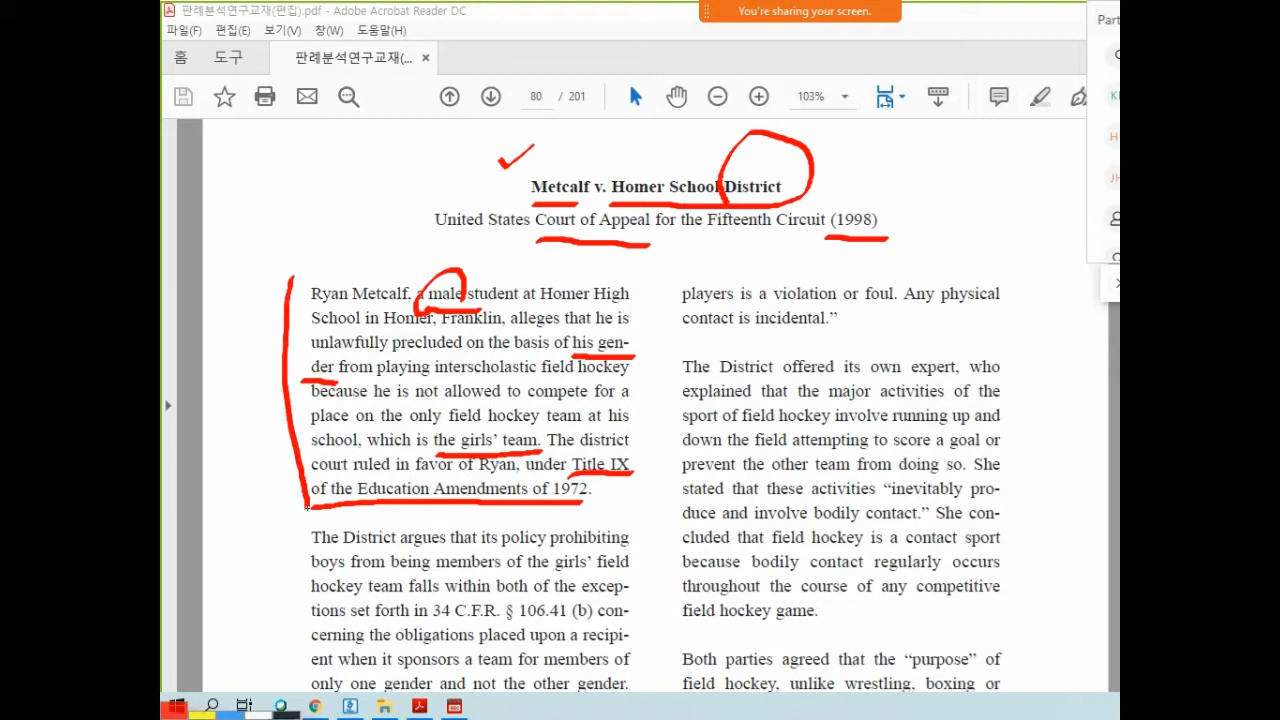 판례분석연구교재(편집).pdf - Adobe Acrobat Reader DC
You're sharing your screen.
파일(F) 편집(E) 보기(V) 창(W) 도움말(H)
홈 도구 판례분석연구교재(... ×
80 / 201 103%
Part
KI
H
JH
Metcalf v. Homer School District
United States Court of Appeal for the Fifteenth Circuit (1998)
Ryan Metcalf, a male student at Homer High
School in Homer, Franklin, alleges that he is
unlawfully precluded on the basis of his gen-
der from playing interscholastic field hockey
because he is not allowed to compete for a
place on the only field hockey team at his
school, which is the girls’ team. The district
court ruled in favor of Ryan, under Title IX
of the Education Amendments of 1972.
The District argues that its policy prohibiting
boys from being members of the girls’ field
hockey team falls within both of the excep-
tions set forth in 34 C.F.R. § 106.41 (b) con-
cerning the obligations placed upon a recipi-
ent when it sponsors a team for members of
only one gender and not the other gender.
players is a violation or foul. Any physical
contact is incidental.”
The District offered its own expert, who
explained that the major activities of the
sport of field hockey involve running up and
down the field attempting to score a goal or
prevent the other team from doing so. She
stated that these activities “inevitably pro-
duce and involve bodily contact.” She con-
cluded that field hockey is a contact sport
because bodily contact regularly occurs
throughout the course of any competitive
field hockey game.
Both parties agreed that the “purpose” of
field hockey, unlike wrestling, boxing or